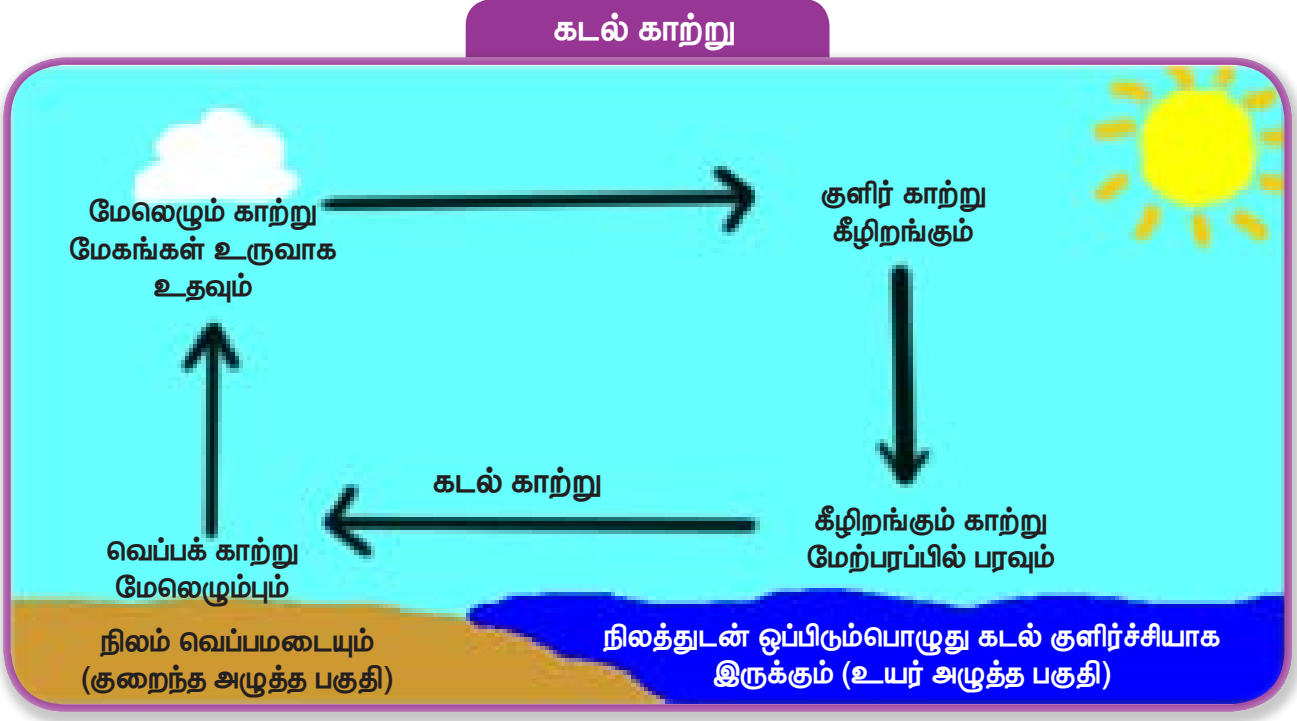 கடல் காற்று
மேலெழும் காற்று
மேகங்கள் உருவாக
உதவும்
குளிர் காற்று
கீழிறங்கும்
கடல் காற்று
வெப்பக் காற்று
மேலெழும்பும்
கீழிறங்கும் காற்று
மேற்பரப்பில் பரவும்
நிலம் வெப்பமடையும்
(குறைந்த அழுத்த பகுதி)
நிலத்துடன் ஒப்பிடும்பொழுது கடல் குளிர்ச்சியாக
இருக்கும் (உயர் அழுத்த பகுதி)